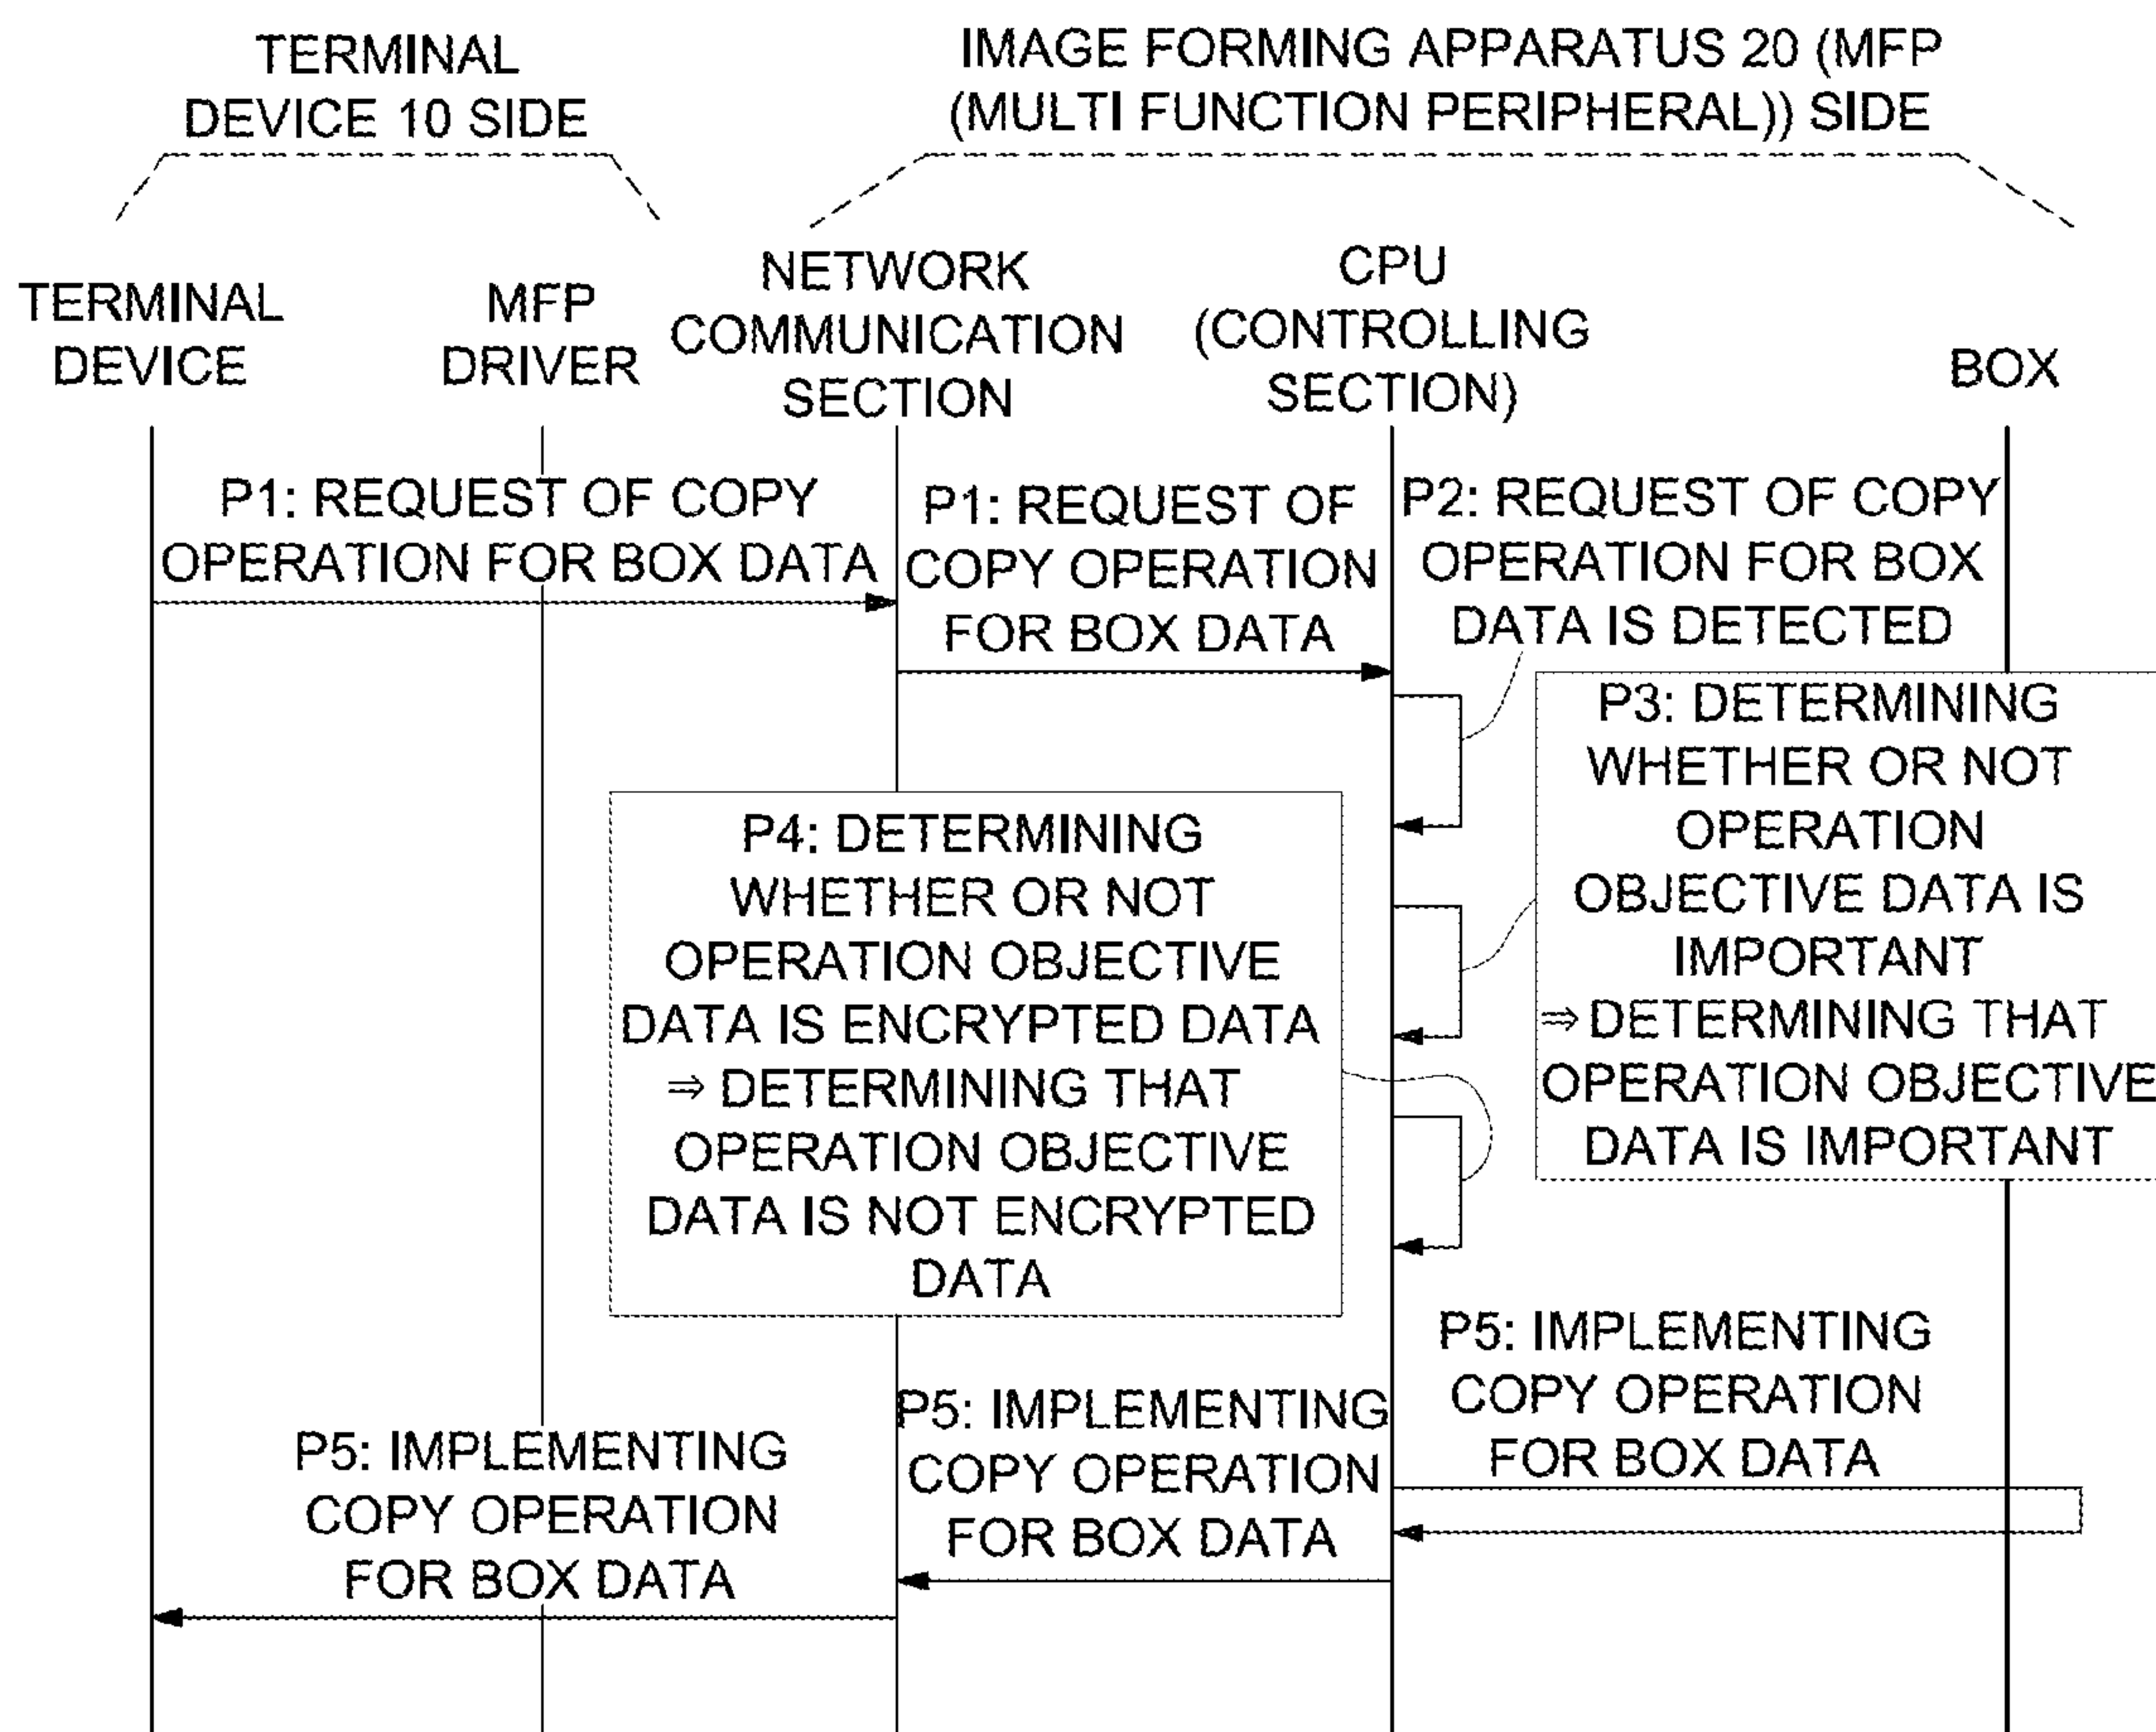 TERMINAL
DEVICE 10 SIDE
IMAGE FORMING APPARATUS 20 (MFP
(MULTI FUNCTION PERIPHERAL)) SIDE
TERMINAL
DEVICE
MFP
DRIVER
NETWORK
COMMUNICATION
SECTION
CPU
(CONTROLLING
SECTION)
BOX
P1: REQUEST OF COPY
OPERATION FOR BOX DATA
P1: REQUEST OF
COPY OPERATION
FOR BOX DATA
P2: REQUEST OF COPY
OPERATION FOR BOX
DATA IS DETECTED
P3: DETERMINING
WHETHER OR NOT
OPERATION
OBJECTIVE DATA IS
IMPORTANT
⇒ DETERMINING THAT
OPERATION OBJECTIVE
DATA IS IMPORTANT
P4: DETERMINING
WHETHER OR NOT
OPERATION OBJECTIVE
DATA IS ENCRYPTED DATA
⇒ DETERMINING THAT
OPERATION OBJECTIVE
DATA IS NOT ENCRYPTED
DATA
P5: IMPLEMENTING
COPY OPERATION
FOR BOX DATA
P5: IMPLEMENTING
COPY OPERATION
FOR BOX DATA
P5: IMPLEMENTING
COPY OPERATION
FOR BOX DATA